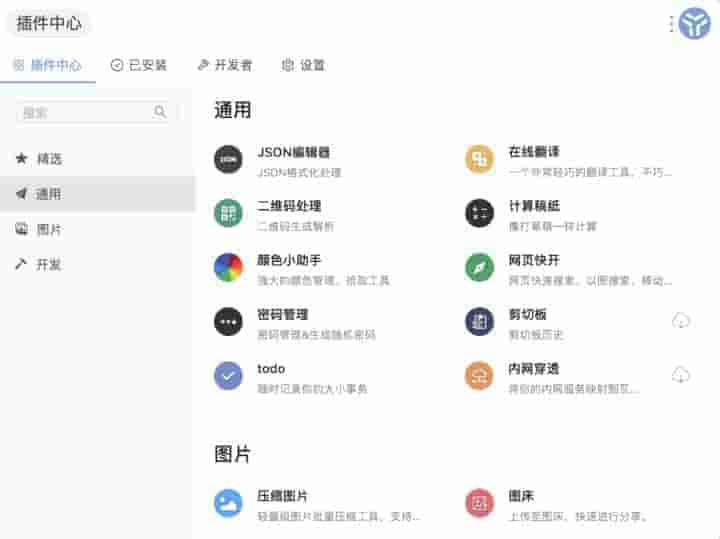 插件中心
插件中心 已安装 开发者 设置
搜索
精选
通用
图片
开发
通用
JSON编辑器
JSON格式化处理
在线翻译
一个非常轻巧的翻译工具，不巧...
二维码处理
二维码生成解析
计算稿纸
像打草稿一样计算
颜色小助手
强大的颜色管理、拾取工具
网页快开
网页快速搜索、以图搜索、移动...
密码管理
密码管理&生成随机密码
剪切板
剪切板历史
todo
随时记录你的大小事务
内网穿透
将你的内网服务映射到互...
图片
压缩图片
轻量级图片批量压缩工具，支持...
图床
上传至图床，快速进行分享。
JSON